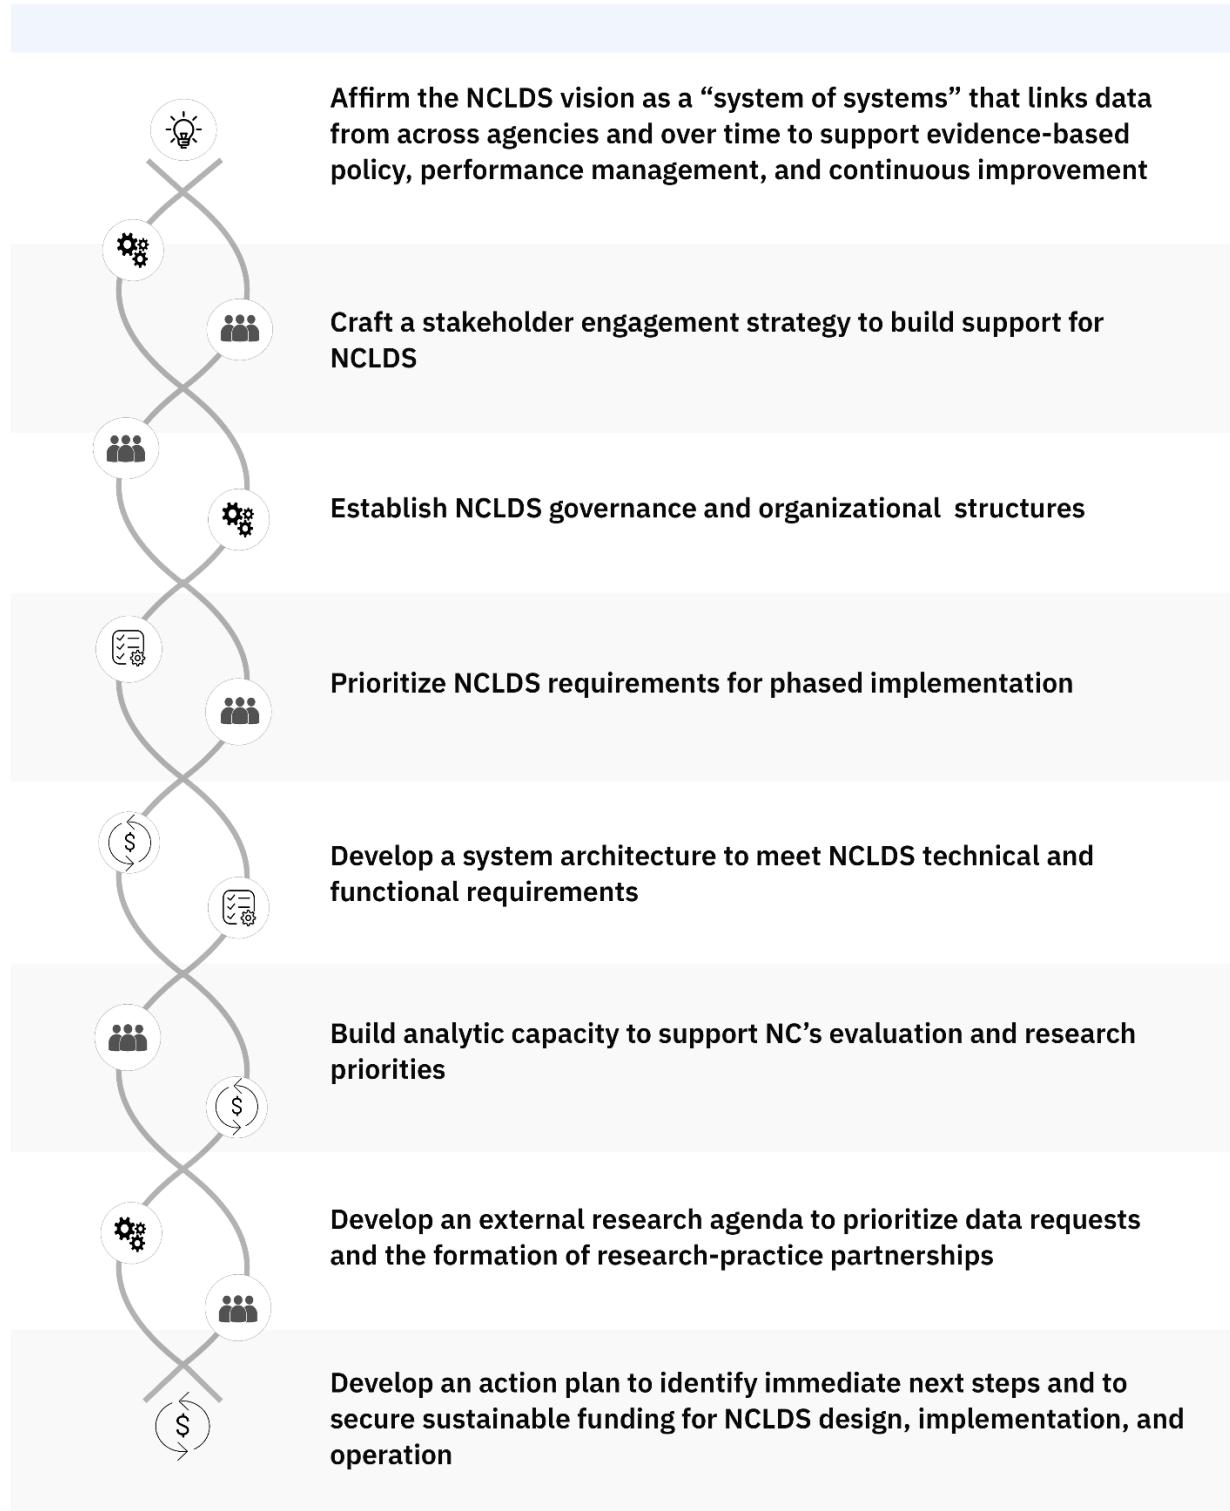 Affirm the NCLDS vision as a “system of systems” that links data
from across agencies and over time to support evidence-based
policy, performance management, and continuous improvement
Craft a stakeholder engagement strategy to build support for
NCLDS
Establish NCLDS governance and organizational  structures
Prioritize NCLDS requirements for phased implementation
$
Develop a system architecture to meet NCLDS technical and
functional requirements
Build analytic capacity to support NC’s evaluation and research
priorities
$
Develop an external research agenda to prioritize data requests
and the formation of research-practice partnerships
Develop an action plan to identify immediate next steps and to
secure sustainable funding for NCLDS design, implementation, and
operation
$